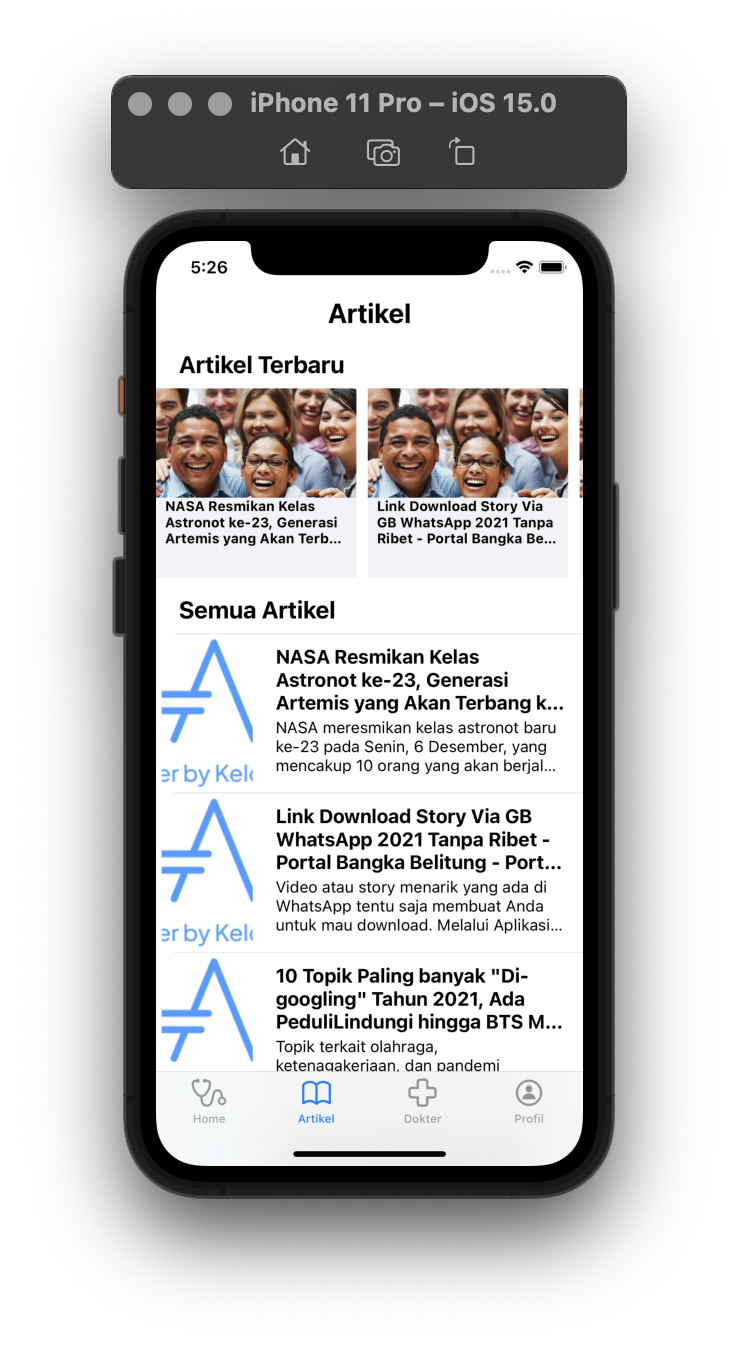 iPhone 11 Pro – iOS 15.0
5:26
Artikel
Artikel Terbaru
NASA Resmikan Kelas
Astronot ke-23, Generasi
Artemis yang Akan Terb...
Link Download Story Via
GB WhatsApp 2021 Tanpa
Ribet - Portal Bangka Be...
Semua Artikel
NASA Resmikan Kelas
Astronot ke-23, Generasi
Artemis yang Akan Terbang k...
NASA meresmikan kelas astronot baru
ke-23 pada Senin, 6 Desember, yang
mencakup 10 orang yang akan berjal...
er by Kelo
Link Download Story Via GB
WhatsApp 2021 Tanpa Ribet -
Portal Bangka Belitung - Port...
Video atau story menarik yang ada di
WhatsApp tentu saja membuat Anda
untuk mau download. Melalui Aplikasi...
er by Kelo
10 Topik Paling banyak "Di-
googling" Tahun 2021, Ada
PeduliLindungi hingga BTS M...
Topik terkait olahraga,
ketenagakerjaan, dan pandemi
Home
Artikel
Dokter
Profil